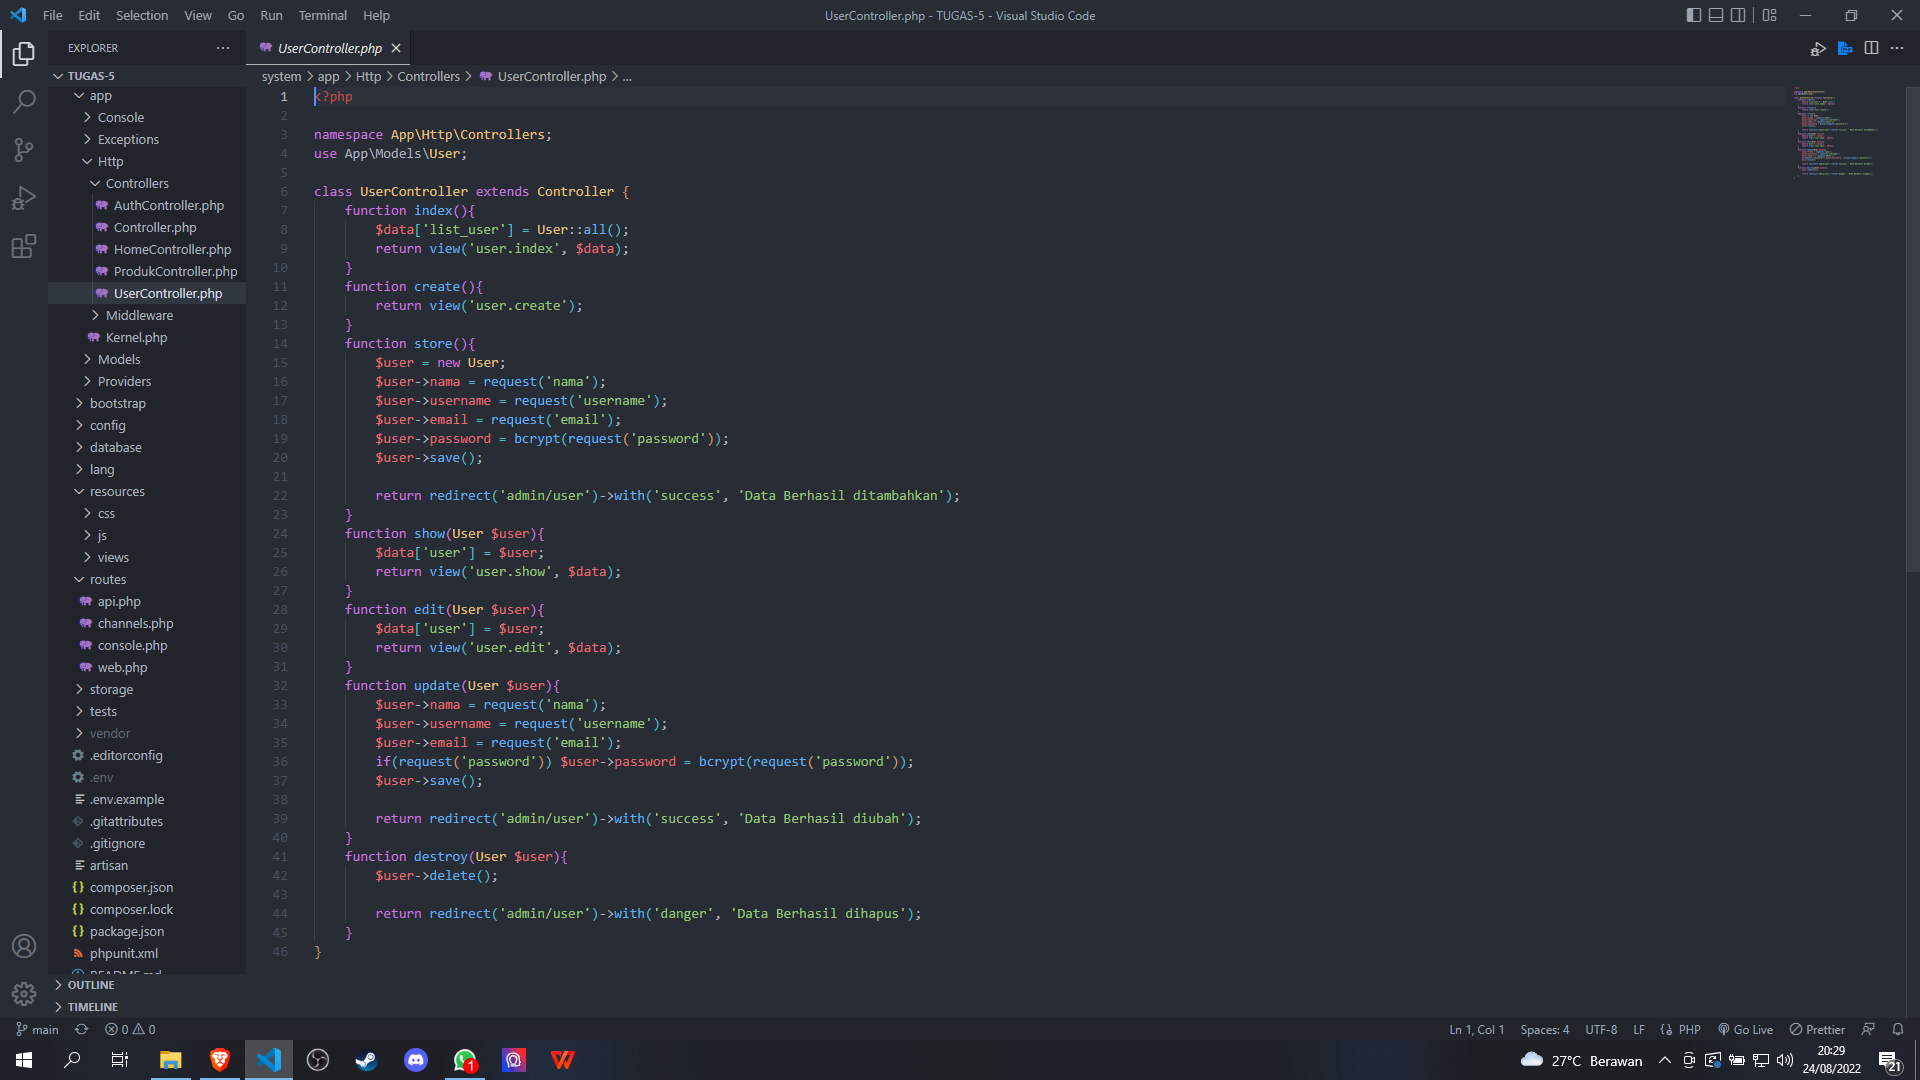 File Edit Selection View Go Run Terminal Help
UserController.php - TUGAS-5 - Visual Studio Code
EXPLORER
UserController.php
TUGAS-5
app
Console
Exceptions
Http
Controllers
AuthController.php
Controller.php
HomeController.php
ProdukController.php
UserController.php
Middleware
Kernel.php
Models
Providers
bootstrap
config
database
lang
resources
css
js
views
routes
api.php
channels.php
console.php
web.php
storage
tests
vendor
.editorconfig
.env
.env.example
.gitattributes
.gitignore
artisan
composer.json
composer.lock
package.json
phpunit.xml
README.md
OUTLINE
TIMELINE
system > app > Http > Controllers > UserController.php > ...
1 <?php
2
3 namespace App\Http\Controllers;
4 use App\Models\User;
5
6 class UserController extends Controller {
7 function index(){
8 $data['list_user'] = User::all();
9 return view('user.index', $data);
10 }
11 function create(){
12 return view('user.create');
13 }
14 function store(){
15 $user = new User;
16 $user->nama = request('nama');
17 $user->username = request('username');
18 $user->email = request('email');
19 $user->password = bcrypt(request('password'));
20 $user->save();
21
22 return redirect('admin/user')->with('success', 'Data Berhasil ditambahkan');
23 }
24 function show(User $user){
25 $data['user'] = $user;
26 return view('user.show', $data);
27 }
28 function edit(User $user){
29 $data['user'] = $user;
30 return view('user.edit', $data);
31 }
32 function update(User $user){
33 $user->nama = request('nama');
34 $user->username = request('username');
35 $user->email = request('email');
36 if(request('password')) $user->password = bcrypt(request('password'));
37 $user->save();
38
39 return redirect('admin/user')->with('success', 'Data Berhasil diubah');
40 }
41 function destroy(User $user){
42 $user->delete();
43
44 return redirect('admin/user')->with('danger', 'Data Berhasil dihapus');
45 }
46 }
main 0 0
Ln 1, Col 1 Spaces: 4 UTF-8 LF PHP Go Live Prettier
1
27°C Berawan
20:29
24/08/2022
21